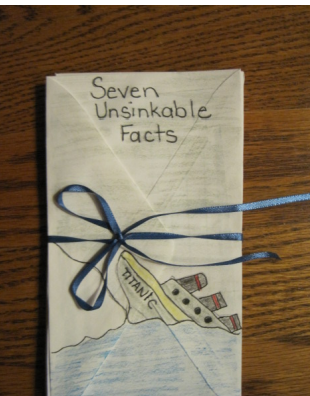 Seven
Unsinkable
Facts
TITANIC